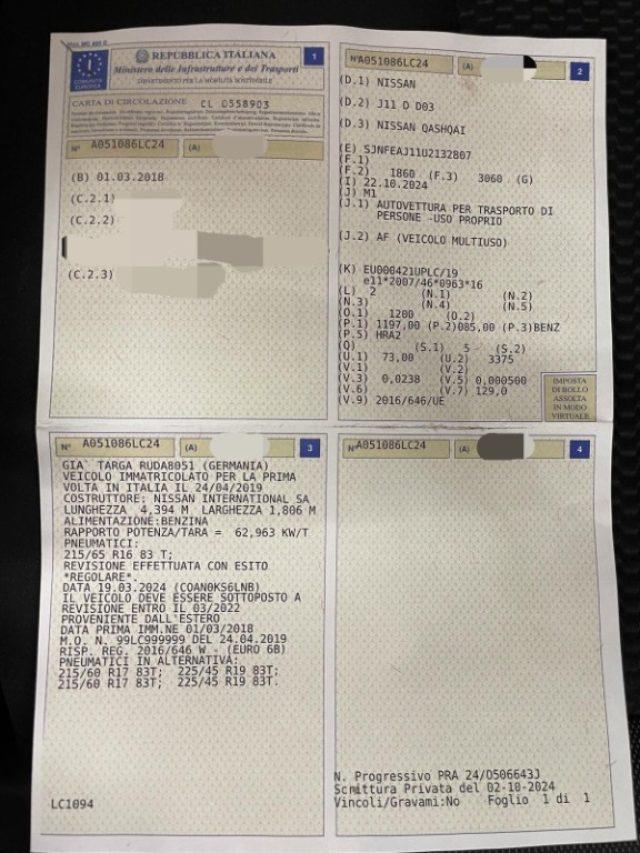 REPUBBLICA ITALIANA
Ministero delle Infrastrutture e dei Trasporti
DIPARTIMENTO PER LA MOBILITÀ SOSTENIBILE
COMUNITÀ
EUROPEA
I
1
CARTA DI CIRCOLAZIONE CL 0558903
N° A051086LC24 (A)
(B) 01.03.2018
(C.2.1)
(C.2.2)
(C.2.3)
N° A051086LC24 (A) 2
(D.1) NISSAN
(D.2) J11 D D03
(D.3) NISSAN QASHQAI
(E) SJNFEAJ11U2132807
(F.1)
(F.2) 1860 (F.3) 3060 (G)
(I) 22.10.2024
(J) M1
(J.1) AUTOVETTURA PER TRASPORTO DI
PERSONE -USO PROPRIO
(J.2) AF (VEICOLO MULTIUSO)
(K) EU000421UPLC/19
e11*2007/46*0963*16
(L) 2 (N.1) (N.2)
(N.3) (N.4) (N.5)
(O.1) 1200 (O.2)
(P.1) 1197,00 (P.2)085,00 (P.3)BENZ
(P.5) HRA2
(Q) (S.1) 5 (S.2)
(U.1) 73,00 (U.2) 3375
(V.1) (V.2)
(V.3) 0,0238 (V.5) 0,000500
(V.6) (V.7) 129,0
(V.9) 2016/646/UE
IMPOSTA
DI BOLLO
ASSOLTA
IN MODO
VIRTUALE
N° A051086LC24 (A) 3
GIA` TARGA RUDA8051 (GERMANIA)
VEICOLO IMMATRICOLATO PER LA PRIMA
VOLTA IN ITALIA IL 24/04/2019
COSTRUTTORE: NISSAN INTERNATIONAL SA
LUNGHEZZA 4,394 M LARGHEZZA 1,806 M
ALIMENTAZIONE:BENZINA
RAPPORTO POTENZA/TARA = 62,963 KW/T
PNEUMATICI:
215/65 R16 83 T;
REVISIONE EFFETTUATA CON ESITO
*REGOLARE*.
DATA 19.03.2024 (COAN0KS6LNB)
IL VEICOLO DEVE ESSERE SOTTOPOSTO A
REVISIONE ENTRO IL 03/2022
PROVENIENTE DALL'ESTERO
DATA PRIMA IMM.NE 01/03/2018
M.O. N. 99LC999999 DEL 24.04.2019
RISP. REG. 2016/646 W - (EURO 6B)
PNEUMATICI IN ALTERNATIVA:
215/60 R17 83T; 225/45 R19 83T;
215/60 R17 83T; 225/45 R19 83T.
LC1094
N° A051086LC24 (A) 4
N. Progressivo PRA 24/O506643J
Scrittura Privata del 02-10-2024
Vincoli/Gravami:No Foglio 1 di 1